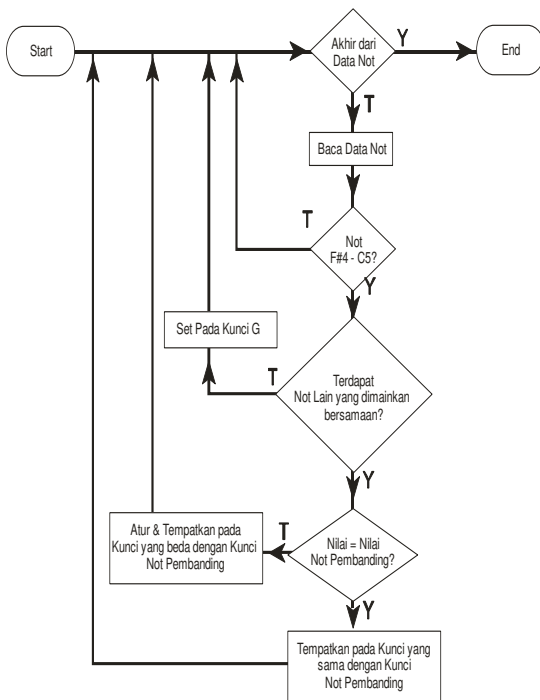 Start
Akhir dari
Data Not
Y
End
T
Baca Data Not
T
Not
F#4 - C5?
Y
Set Pada Kunci G
T
Terdapat
Not Lain yang dimainkan
bersamaan?
Y
Atur & Tempatkan pada
Kunci yang beda dengan Kunci
Not Pembanding
T
Nilai = Nilai
Not Pembanding?
Y
Tempatkan pada Kunci yang
sama dengan Kunci
Not Pembanding